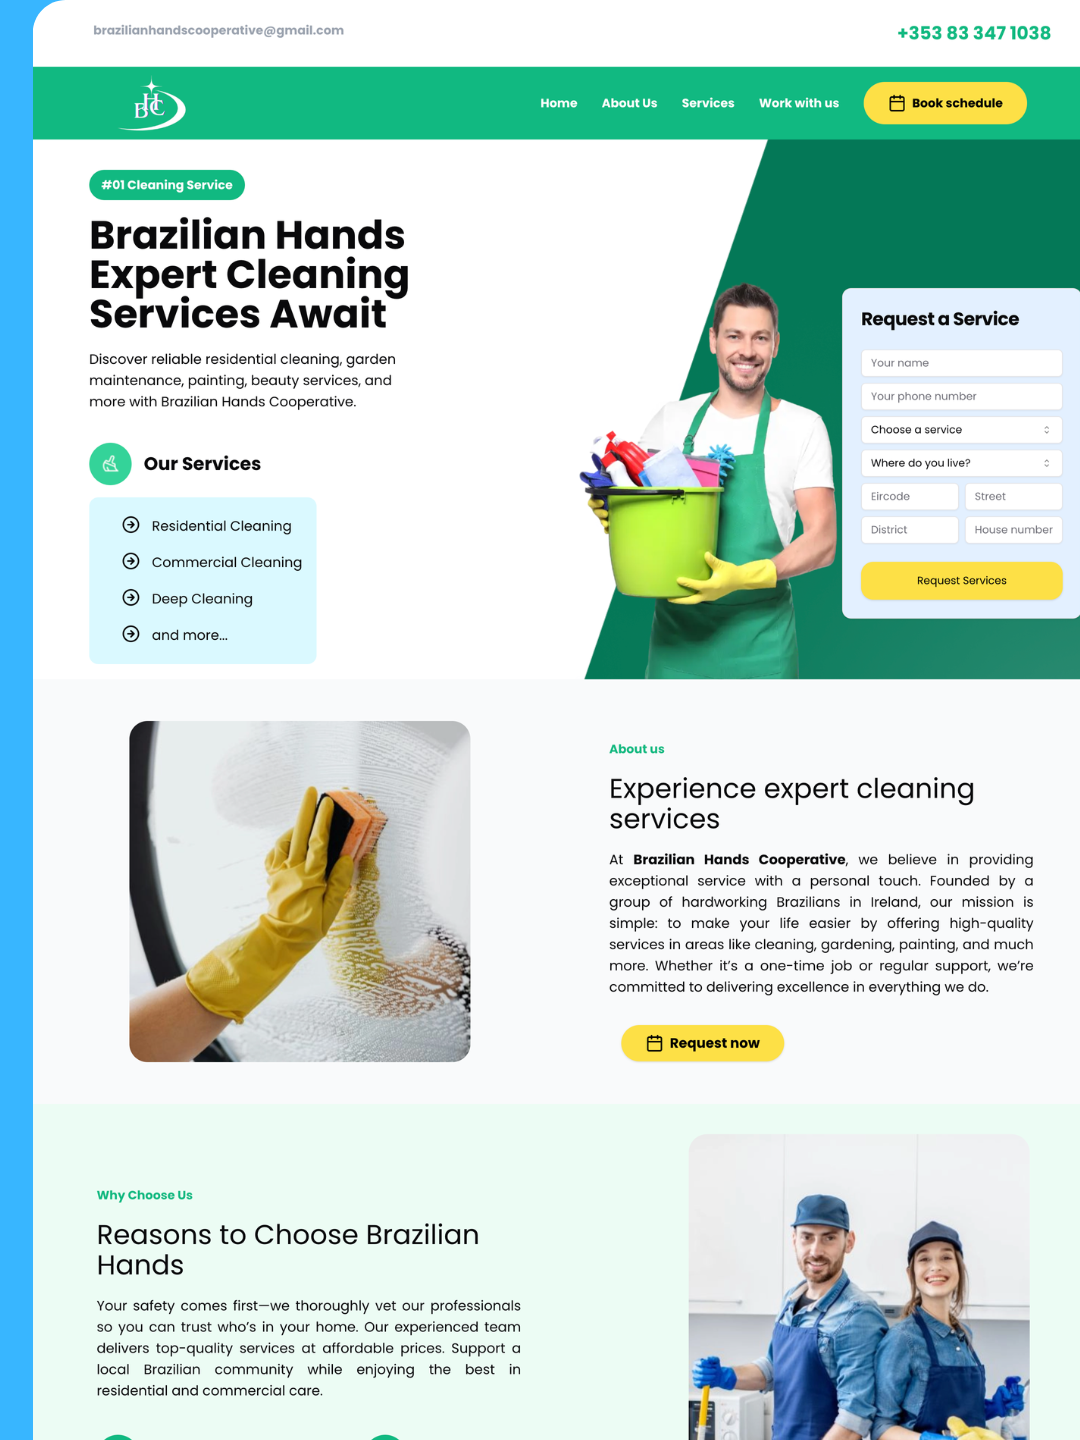 brazilianhandscooperative@gmail.com
+353 83 347 1038
BHC
Home
About Us
Services
Work with us
Book schedule
#01 Cleaning Service
Brazilian Hands
Expert Cleaning
Services Await
Discover reliable residential cleaning, garden
maintenance, painting, beauty services, and
more with Brazilian Hands Cooperative.
Our Services
Residential Cleaning
Commercial Cleaning
Deep Cleaning
and more...
Request a Service
Your name
Your phone number
Choose a service
Where do you live?
Eircode
Street
District
House number
Request Services
About us
Experience expert cleaning
services
At Brazilian Hands Cooperative, we believe in providing
exceptional service with a personal touch. Founded by a
group of hardworking Brazilians in Ireland, our mission is
simple: to make your life easier by offering high-quality
services in areas like cleaning, gardening, painting, and much
more. Whether it's a one-time job or regular support, we're
committed to delivering excellence in everything we do.
Request now
Why Choose Us
Reasons to Choose Brazilian
Hands
Your safety comes first—we thoroughly vet our professionals
so you can trust who's in your home. Our experienced team
delivers top-quality services at affordable prices. Support a
local Brazilian community while enjoying the best in
residential and commercial care.